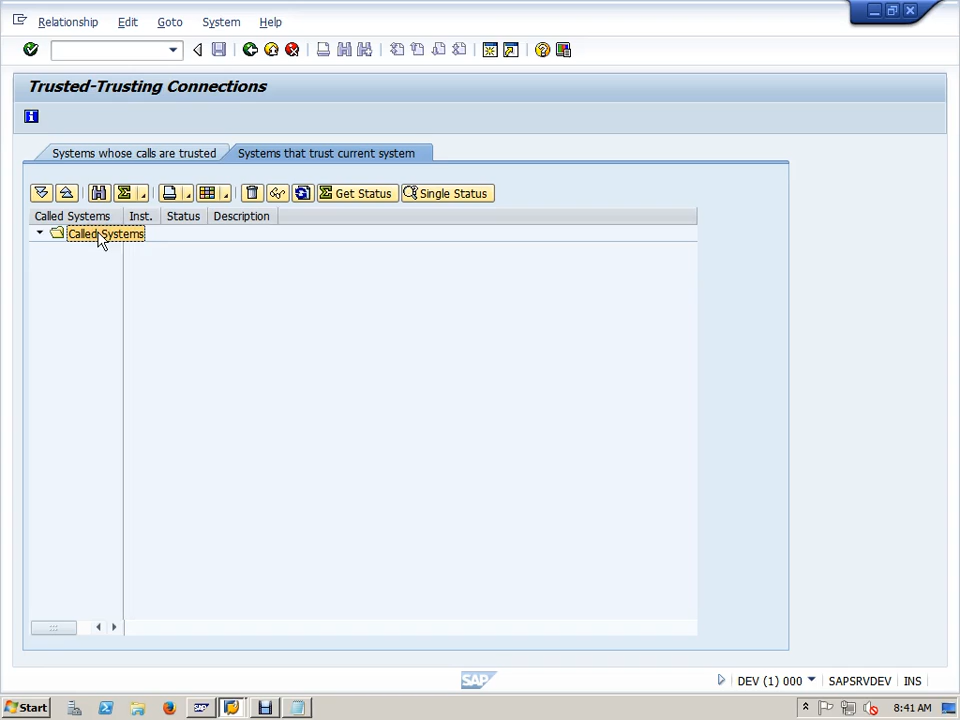 Relationship Edit Goto System Help
Trusted-Trusting Connections
Systems whose calls are trusted Systems that trust current system
Get Status Single Status
Called Systems Inst. Status Description
Called Systems
SAP DEV (1) 000 SAPSRVDEV INS
Start 8:41 AM